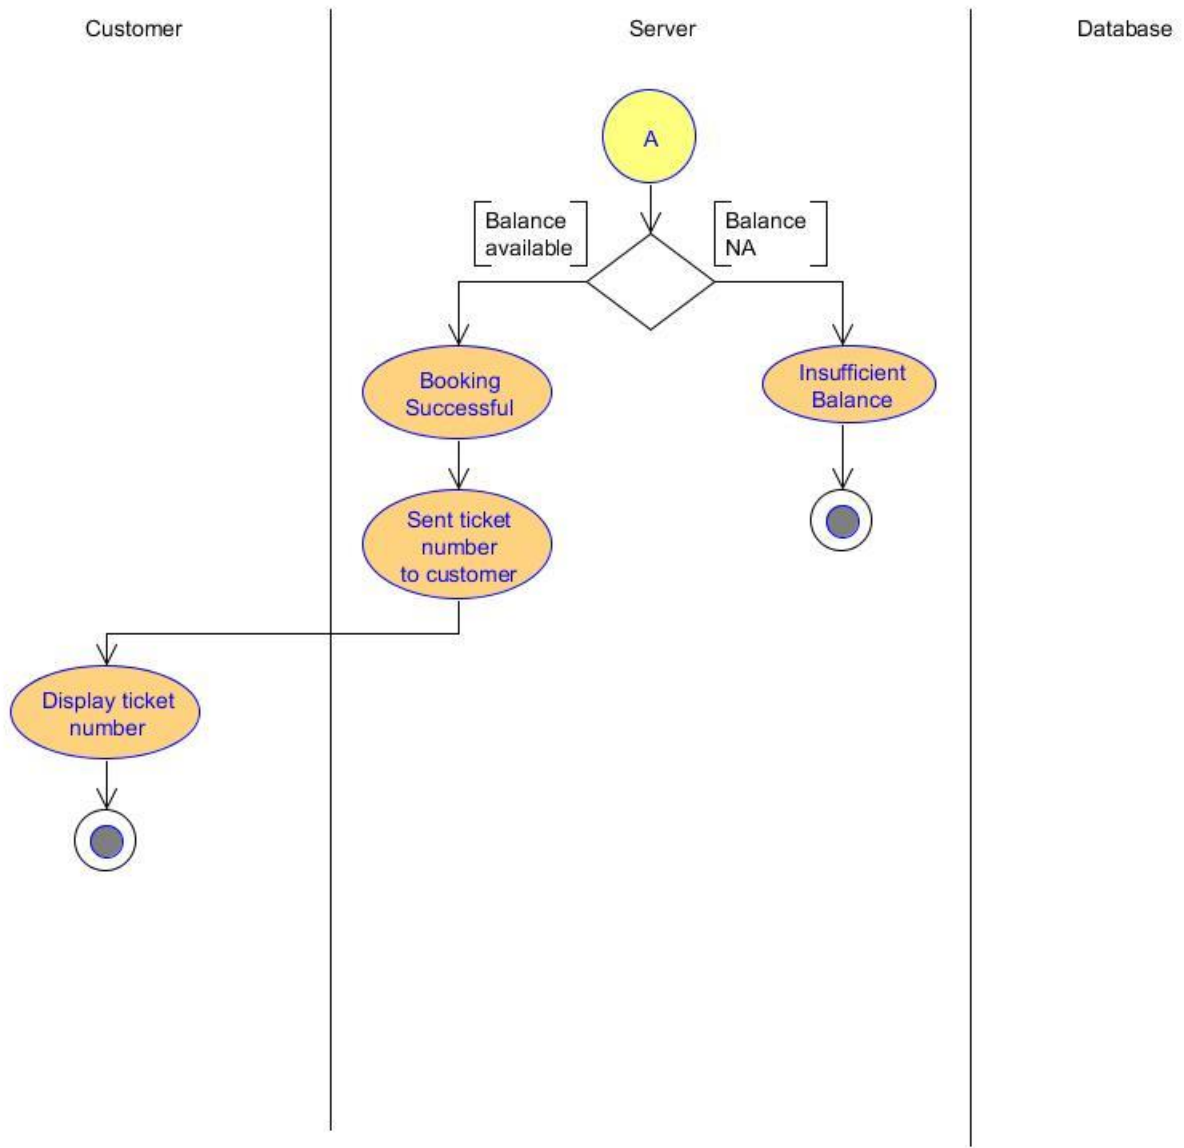 Customer
Server
Database
A
Balance
available
Balance
NA
Booking
Successful
Insufficient
Balance
Sent ticket
number
to customer
Display ticket
number